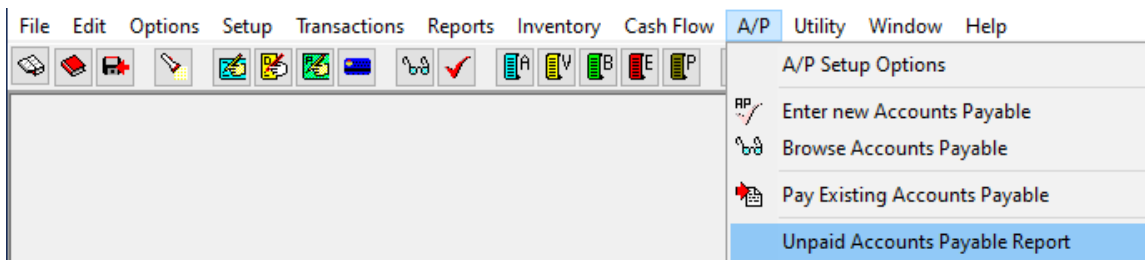 File Edit Options Setup Transactions Reports Inventory Cash Flow A/P Utility Window Help
A V B E P
A/P Setup Options
AP Enter new Accounts Payable
Browse Accounts Payable
Pay Existing Accounts Payable
Unpaid Accounts Payable Report